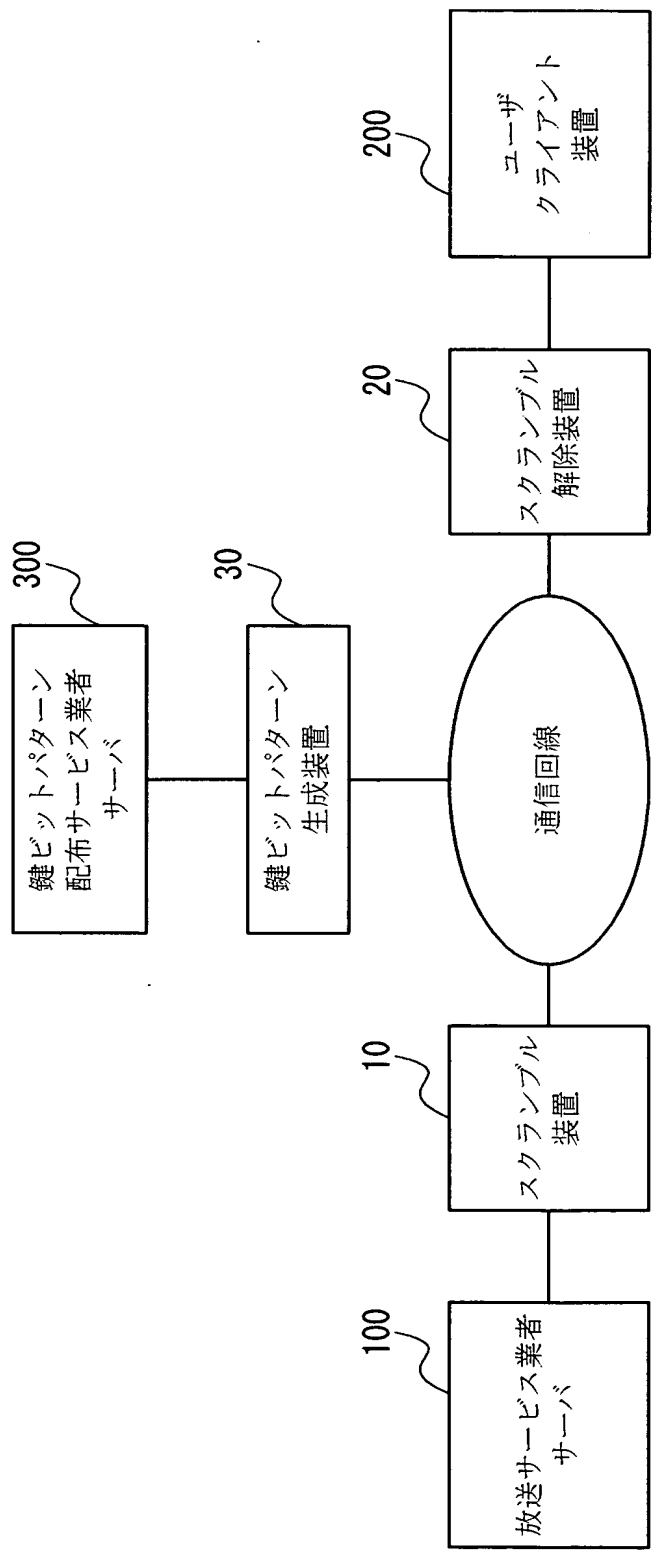 300
鍵ビットパターン
配布サービス業者
サーバ
30
鍵ビットパターン
生成装置
100
放送サービス業者
サーバ
10
スクランブル
装置
通信回線
20
スクランブル
解除装置
200
ユーザ
クライアント
装置